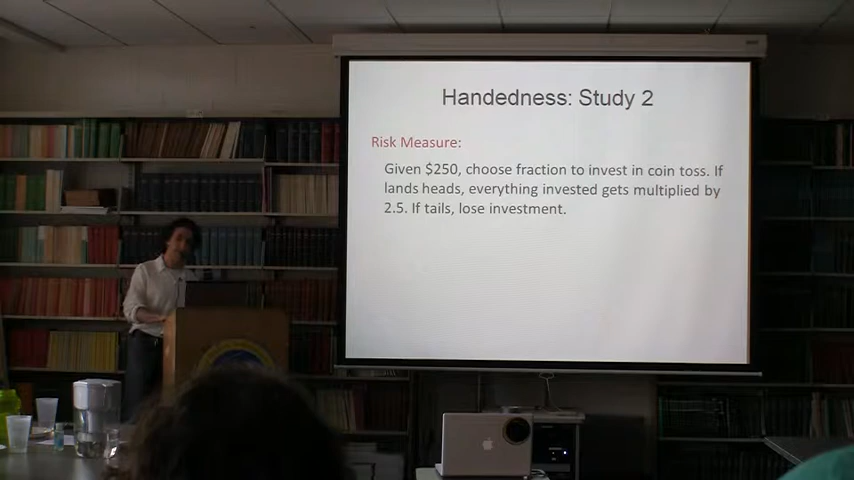 Handedness: Study 2
Risk Measure:
Given $250, choose fraction to invest in coin toss. If
lands heads, everything invested gets multiplied by
2.5. If tails, lose investment.